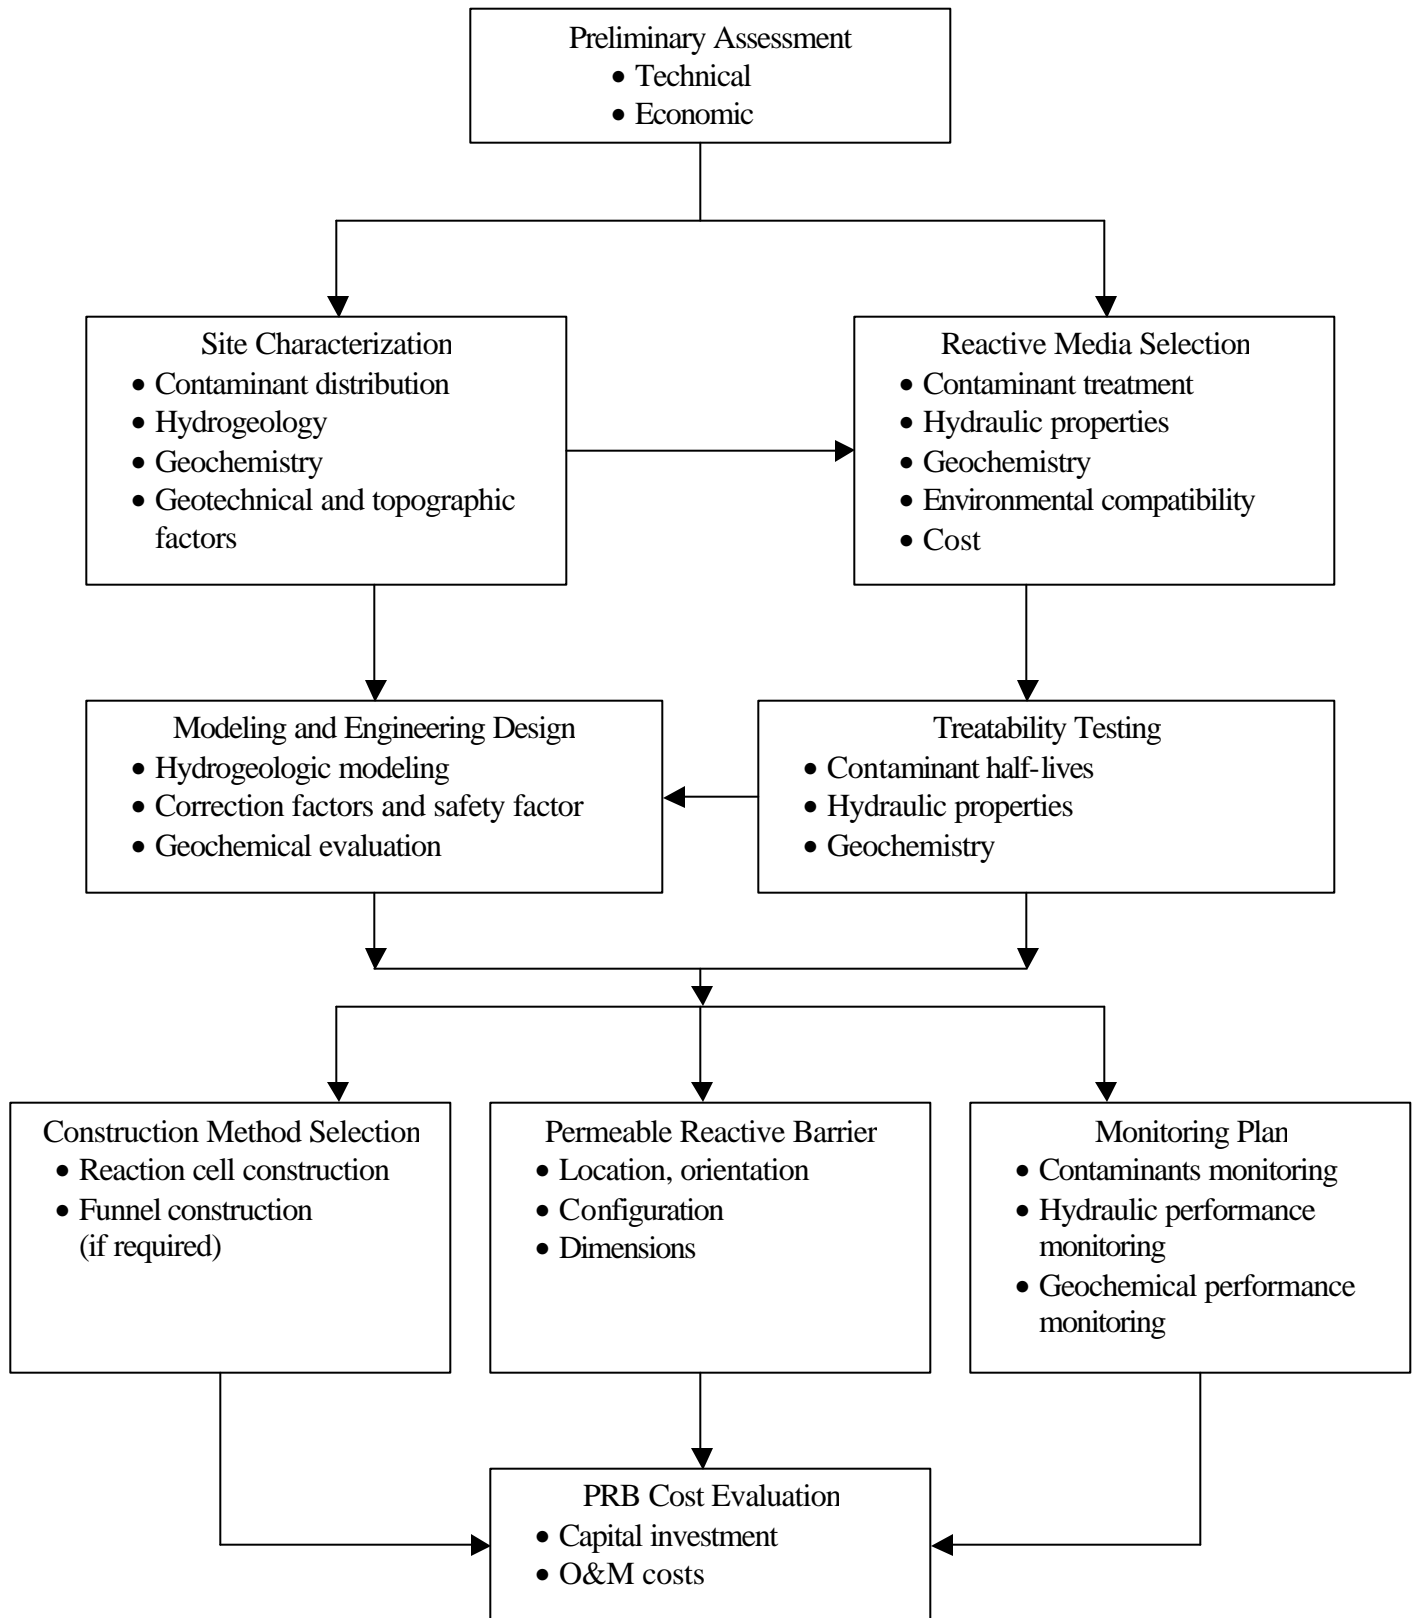 Preliminary Assessment
• Technical
• Economic
Site Characterization
• Contaminant distribution
• Hydrogeology
• Geochemistry
• Geotechnical and topographic
factors
Reactive Media Selection
• Contaminant treatment
• Hydraulic properties
• Geochemistry
• Environmental compatibility
• Cost
Modeling and Engineering Design
• Hydrogeologic modeling
• Correction factors and safety factor
• Geochemical evaluation
Treatability Testing
• Contaminant half-lives
• Hydraulic properties
• Geochemistry
Construction Method Selection
• Reaction cell construction
• Funnel construction
(if required)
Permeable Reactive Barrier
• Location, orientation
• Configuration
• Dimensions
Monitoring Plan
• Contaminants monitoring
• Hydraulic performance
monitoring
• Geochemical performance
monitoring
PRB Cost Evaluation
• Capital investment
• O&M costs